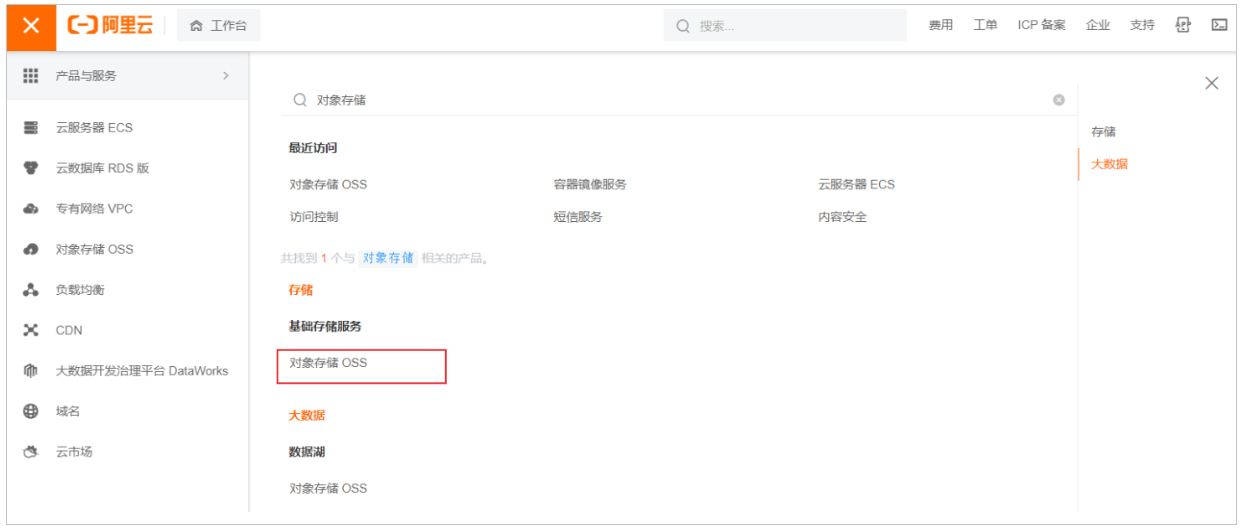 阿里云 工作台 搜索... 费用 工单 ICP 备案 企业 支持
产品与服务
云服务器 ECS
云数据库 RDS 版
专有网络 VPC
对象存储 OSS
负载均衡
CDN
大数据开发治理平台 DataWorks
域名
云市场
对象存储
最近访问
对象存储 OSS 容器镜像服务 云服务器 ECS
访问控制 短信服务 内容安全
共找到 1 个与 对象存储 相关的产品。
存储
基础存储服务
对象存储 OSS
大数据
数据湖
对象存储 OSS
存储
大数据